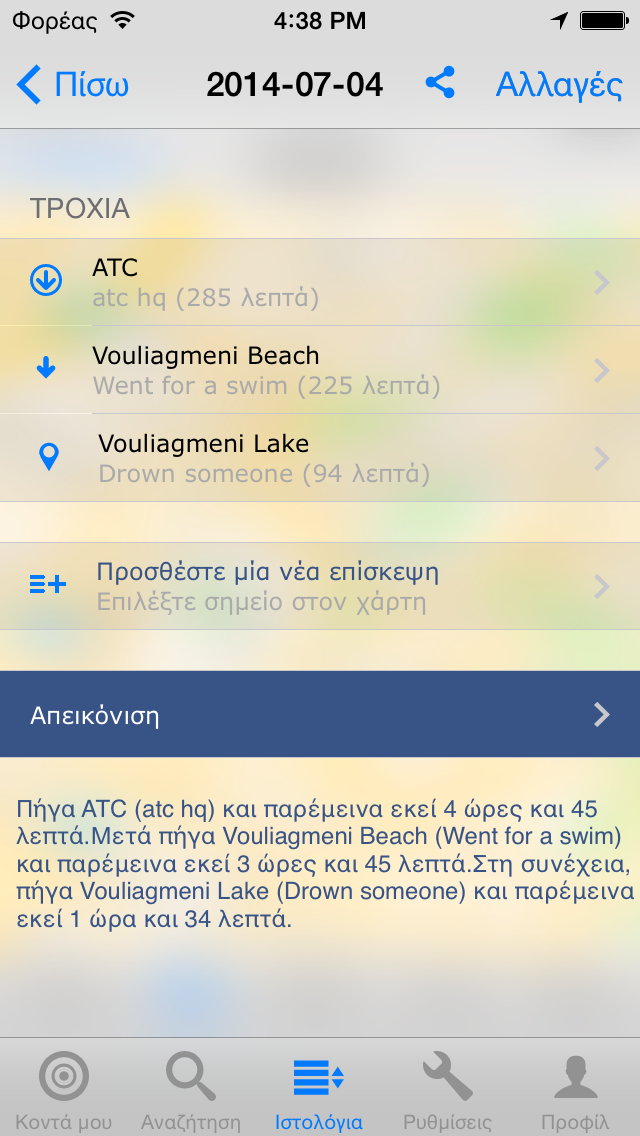 Φορέας 4:38 PM
Πίσω 2014-07-04 Αλλαγές
ΤΡΟΧΙΑ
ATC
atc hq (285 λεπτά)
Vouliagmeni Beach
Went for a swim (225 λεπτά)
Vouliagmeni Lake
Drown someone (94 λεπτά)
Προσθέστε μία νέα επίσκεψη
Επιλέξτε σημείο στον χάρτη
Απεικόνιση
Πήγα ATC (atc hq) και παρέμεινα εκεί 4 ώρες και 45
λεπτά.Μετά πήγα Vouliagmeni Beach (Went for a swim)
και παρέμεινα εκεί 3 ώρες και 45 λεπτά.Στη συνέχεια,
πήγα Vouliagmeni Lake (Drown someone) και παρέμεινα
εκεί 1 ώρα και 34 λεπτά.
Κοντά μου Αναζήτηση Ιστολόγια Ρυθμίσεις Προφίλ